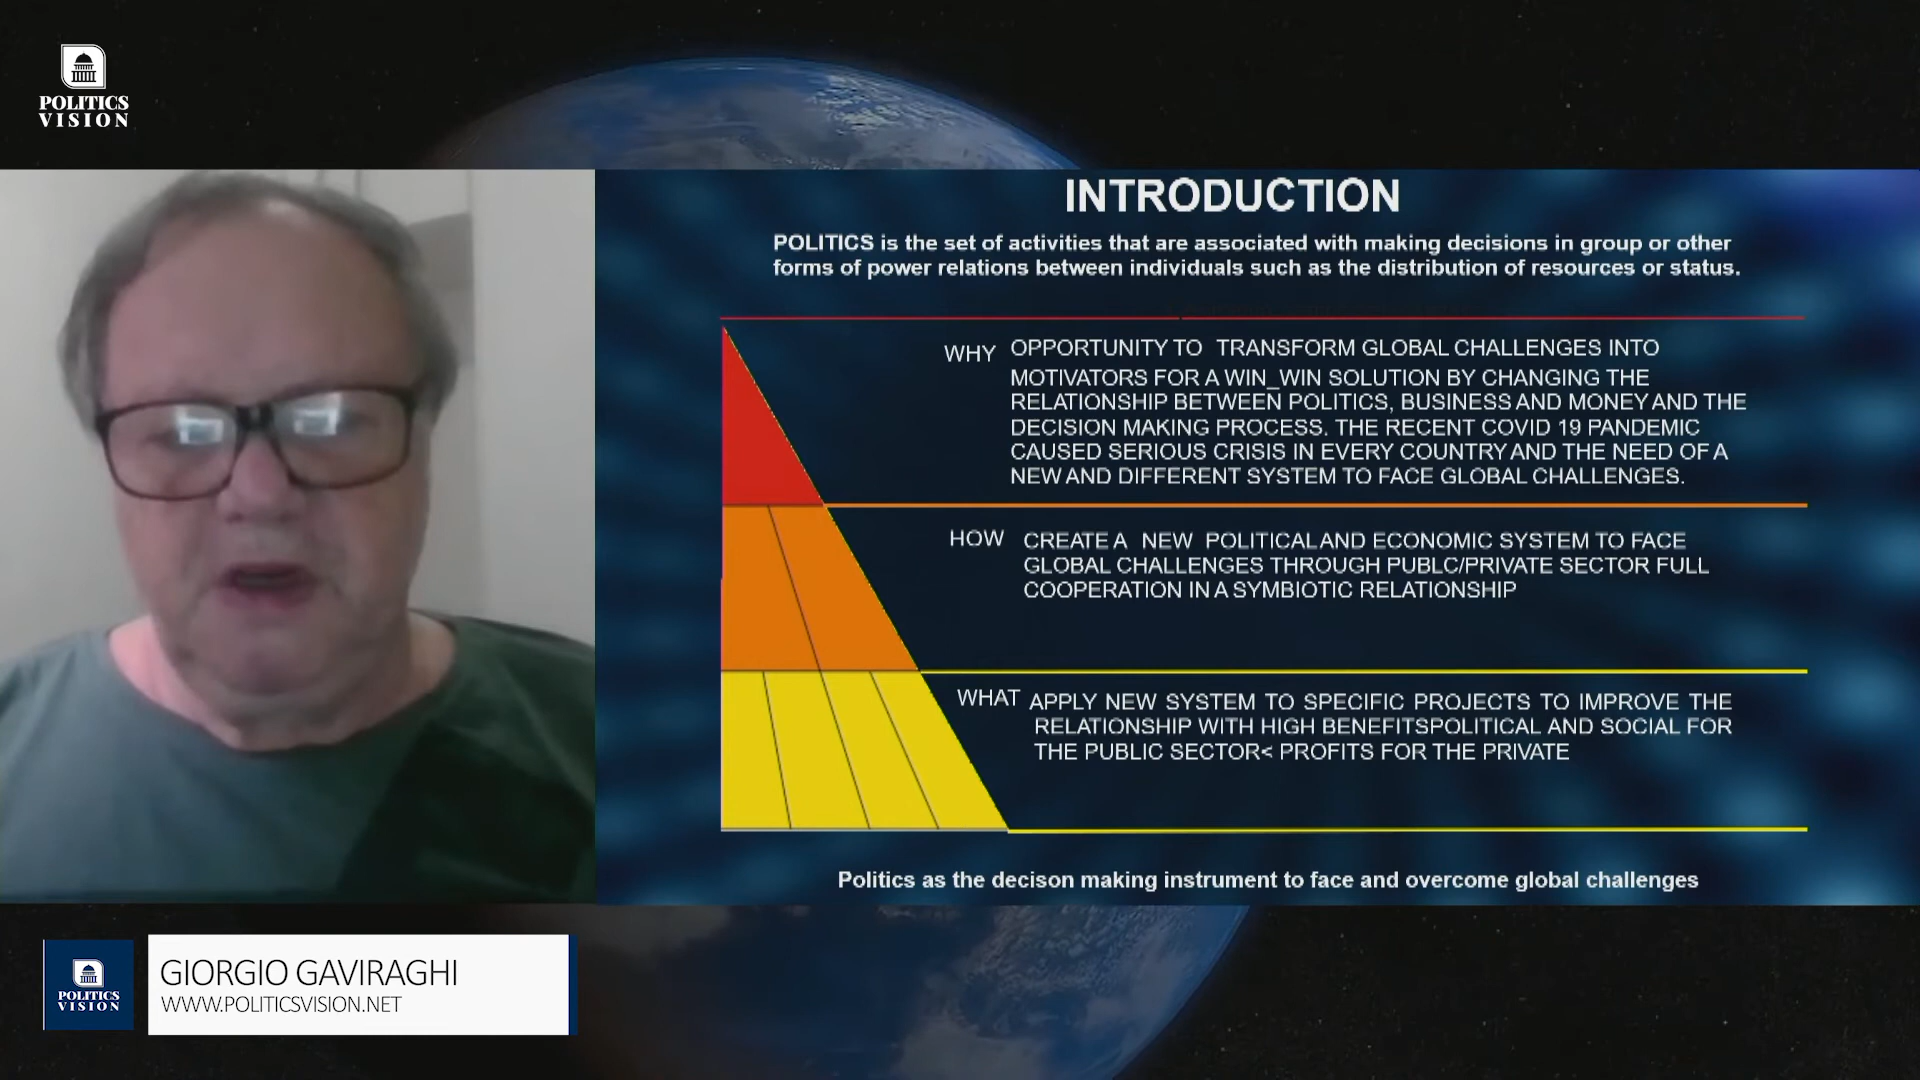 POLITICS
VISION
INTRODUCTION
POLITICS is the set of activities that are associated with making decisions in group or other
forms of power relations between individuals such as the distribution of resources or status.
WHY OPPORTUNITY TO TRANSFORM GLOBAL CHALLENGES INTO
MOTIVATORS FOR A WIN_WIN SOLUTION BY CHANGING THE
RELATIONSHIP BETWEEN POLITICS, BUSINESS AND MONEY AND THE
DECISION MAKING PROCESS. THE RECENT COVID 19 PANDEMIC
CAUSED SERIOUS CRISIS IN EVERY COUNTRY AND THE NEED OF A
NEW AND DIFFERENT SYSTEM TO FACE GLOBAL CHALLENGES.
HOW CREATE A NEW POLITICAL AND ECONOMIC SYSTEM TO FACE
GLOBAL CHALLENGES THROUGH PUBLC/PRIVATE SECTOR FULL
COOPERATION IN A SYMBIOTIC RELATIONSHIP
WHAT APPLY NEW SYSTEM TO SPECIFIC PROJECTS TO IMPROVE THE
RELATIONSHIP WITH HIGH BENEFITSPOLITICAL AND SOCIAL FOR
THE PUBLIC SECTOR< PROFITS FOR THE PRIVATE
Politics as the decison making instrument to face and overcome global challenges
POLITICS
VISION
GIORGIO GAVIRAGHI
WWW.POLITICSVISION.NET